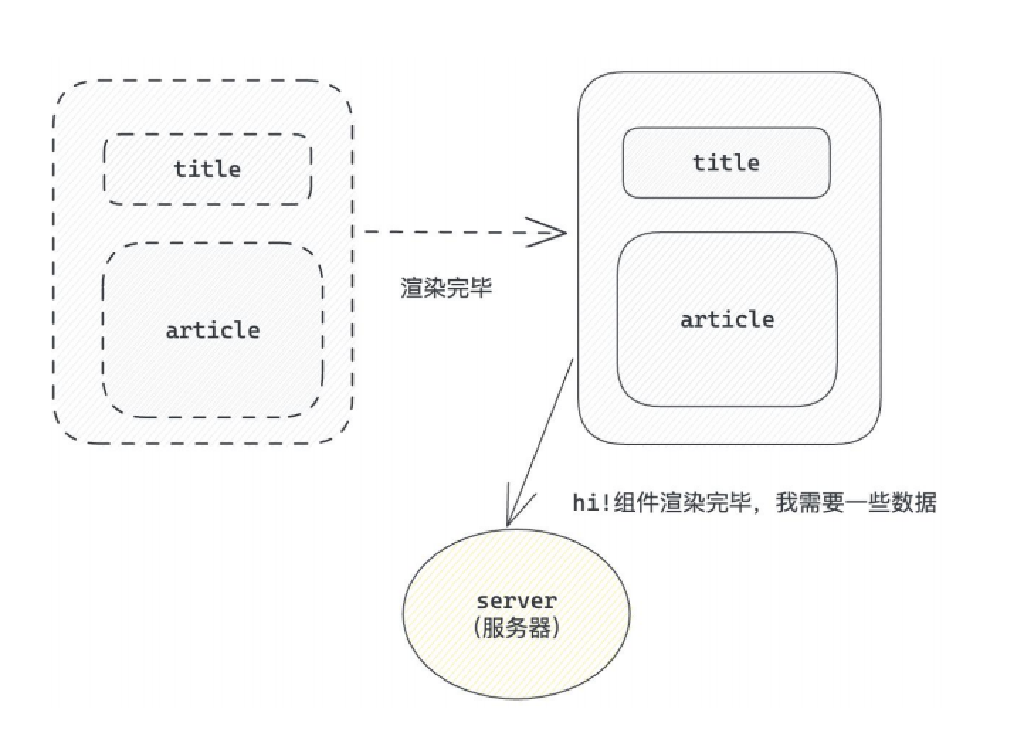 title
title
渲染完毕
article
article
hi!组件渲染完毕，我需要一些数据
server
(服务器)